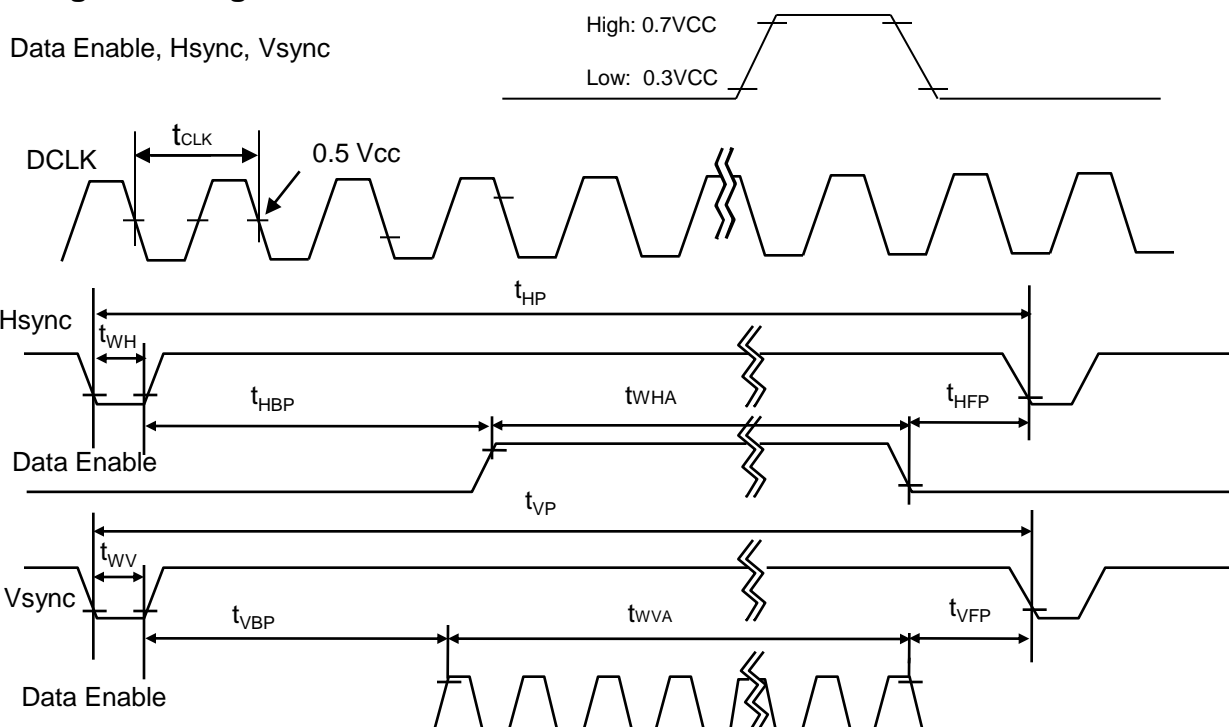 Data Enable, Hsync, Vsync
High: 0.7VCC
Low: 0.3VCC
tCLK
DCLK
0.5 Vcc
tHP
Hsync
tWH
tHBP
tWHA
tHFP
Data Enable
tVP
tWV
Vsync
tVBP
tWVA
tVFP
Data Enable